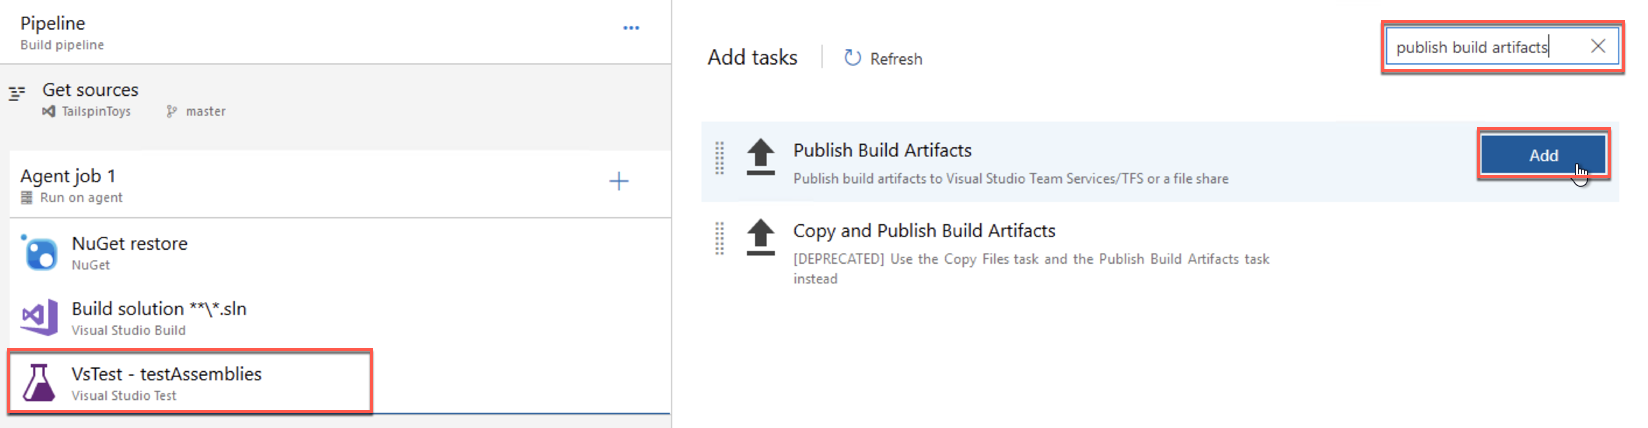 Pipeline
Build pipeline
...
Get sources
TailspinToys master
Agent job 1
Run on agent
+
NuGet restore
NuGet
Build solution **\*.sln
Visual Studio Build
VsTest - testAssemblies
Visual Studio Test
Add tasks
Refresh
publish build artifacts
Publish Build Artifacts
Publish build artifacts to Visual Studio Team Services/TFS or a file share
Add
Copy and Publish Build Artifacts
[DEPRECATED] Use the Copy Files task and the Publish Build Artifacts task
instead